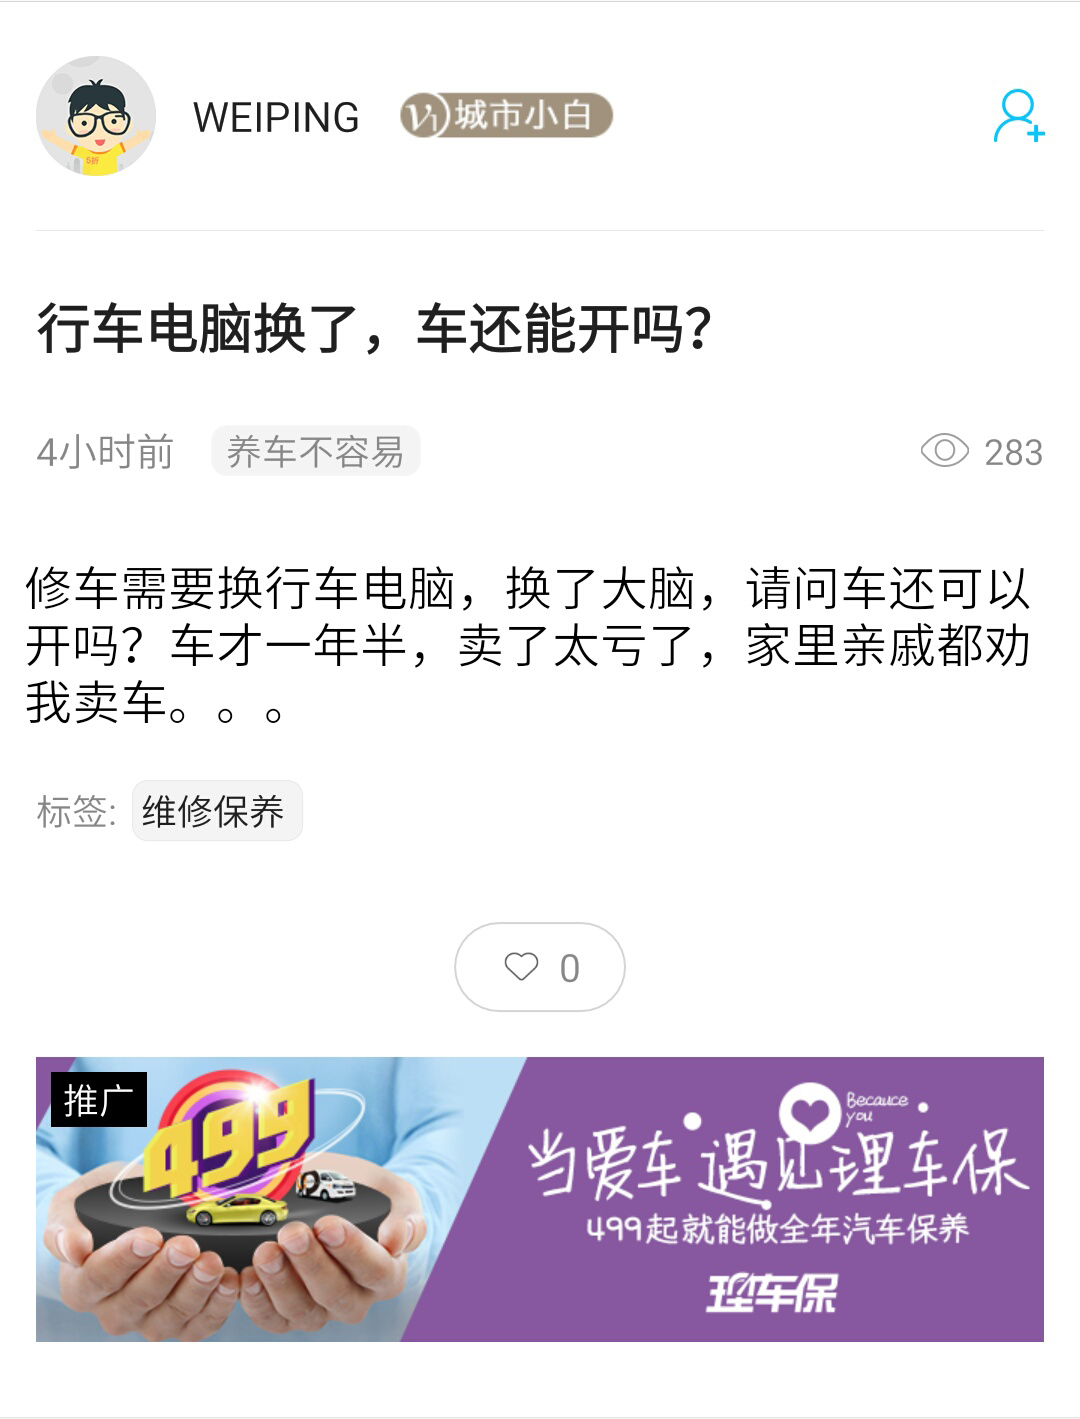 WEIPING
V1城市小白
行车电脑换了，车还能开吗？
4小时前 养车不容易 283
修车需要换行车电脑，换了大脑，请问车还可以
开吗？车才一年半，卖了太亏了，家里亲戚都劝
我卖车。。。
标签: 维修保养
0
推广
499
5折
Becauce
you
当爱车遇见理车保
499起就能做全年汽车保养
理车保